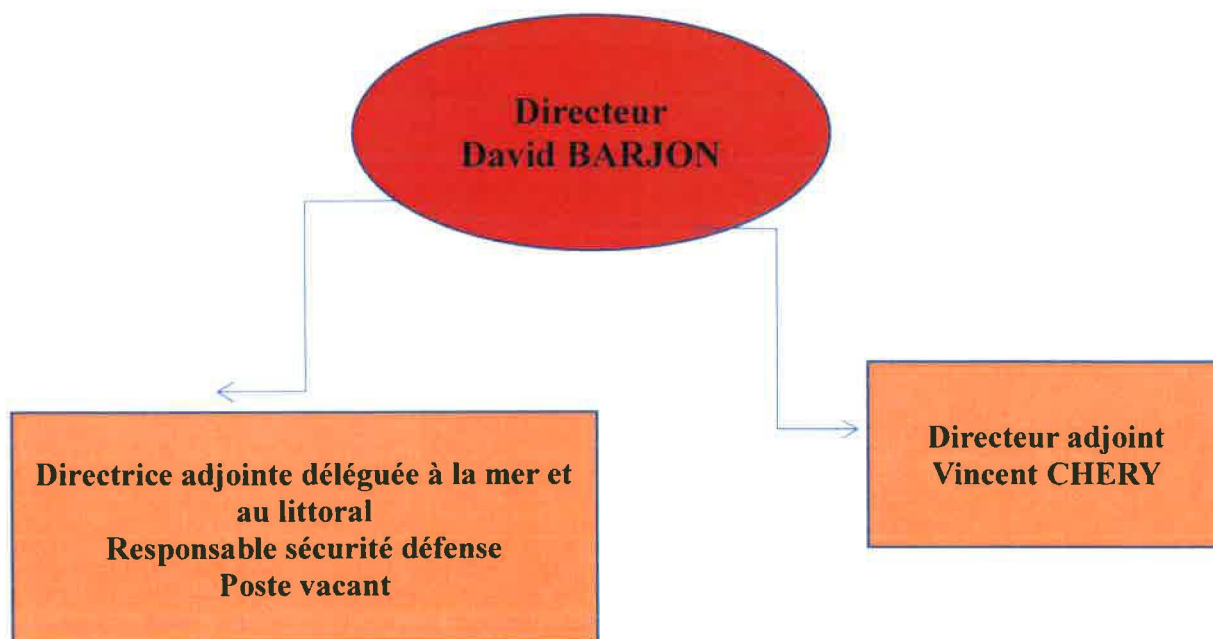 Directeur
David BARJON
Directrice adjointe déléguée à la mer et
au littoral
Responsable sécurité défense
Poste vacant
Directeur adjoint
Vincent CHERY